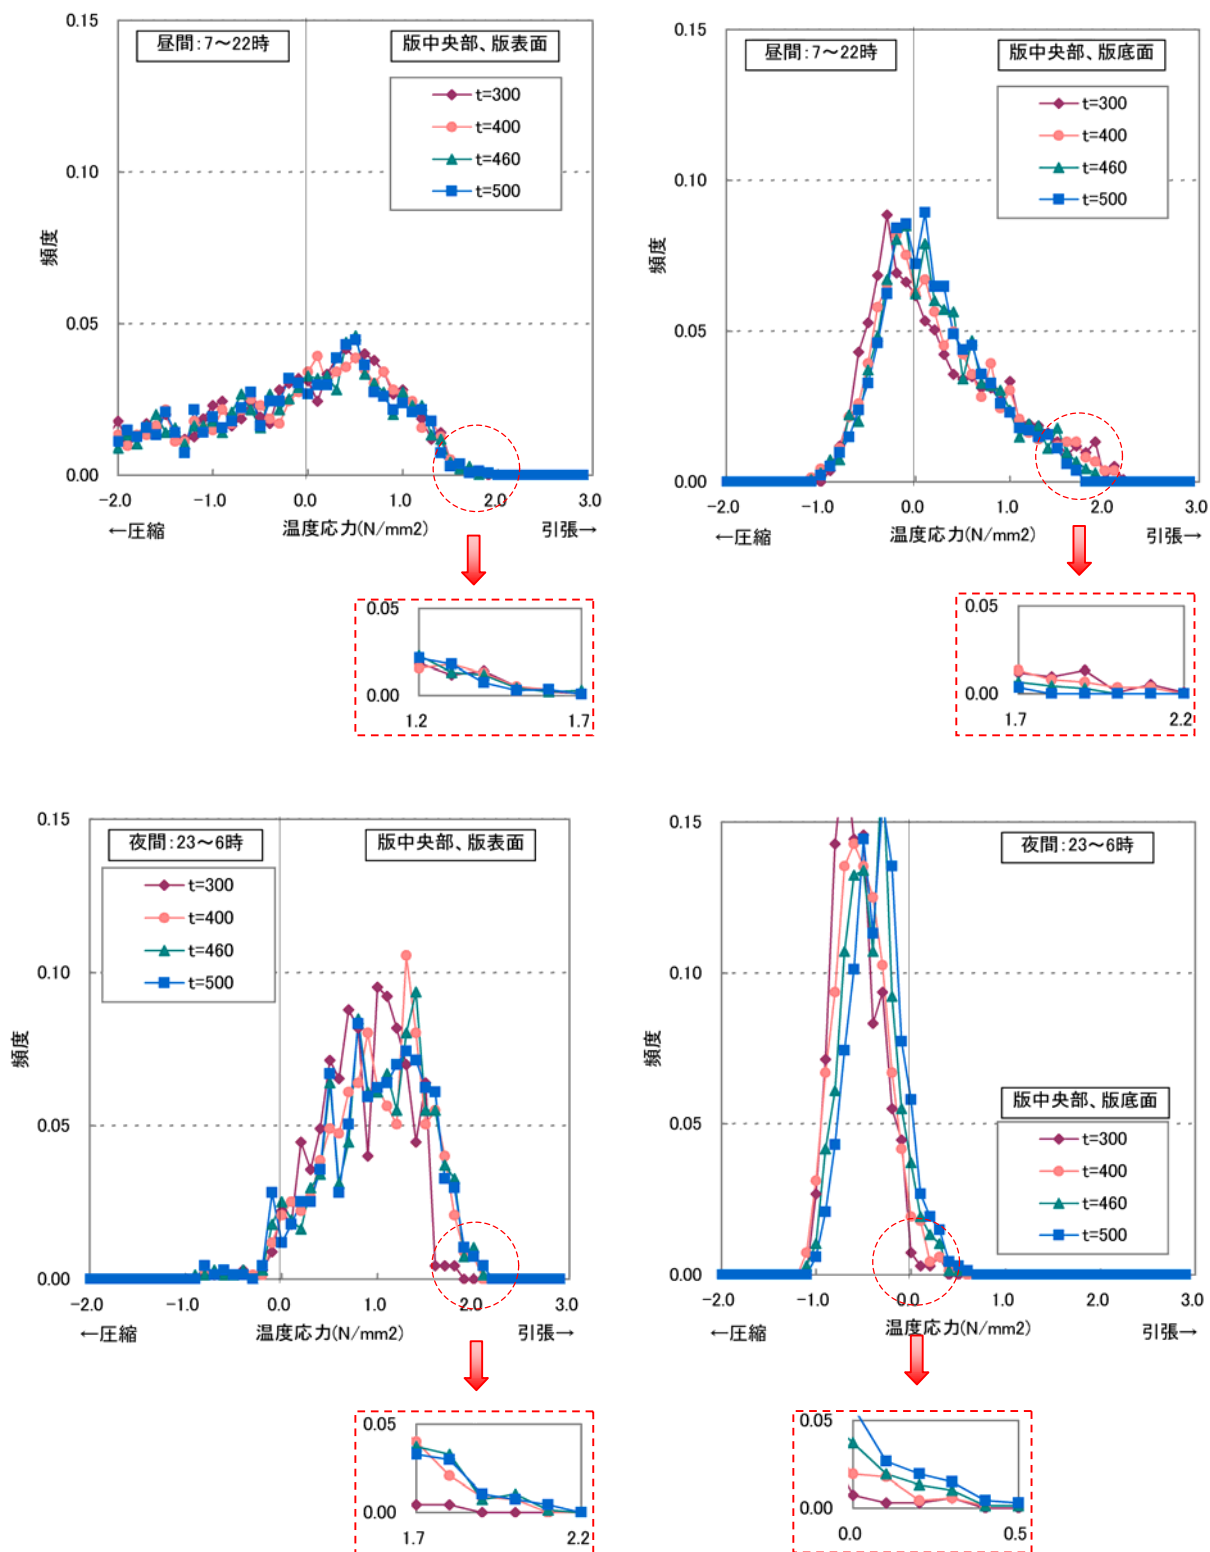 0.15
昼間：7～22時
版中央部、版表面
t=300
t=400
t=460
t=500
0.10
頻度
0.05
0.00
-2.0
-1.0
0.0
1.0
2.0
3.0
←圧縮
温度応力(N/mm2)
引張→
0.05
0.00
1.2
1.7
0.15
昼間：7～22時
版中央部、版底面
t=300
t=400
t=460
t=500
0.10
頻度
0.05
0.00
-2.0
-1.0
0.0
1.0
2.0
3.0
←圧縮
温度応力(N/mm2)
引張→
0.05
0.00
1.7
2.2
0.15
夜間：23～6時
版中央部、版表面
t=300
t=400
t=460
t=500
0.10
頻度
0.05
0.00
-2.0
-1.0
0.0
1.0
2.0
3.0
←圧縮
温度応力(N/mm2)
引張→
0.05
0.00
1.7
2.2
0.15
夜間：23～6時
0.10
頻度
版中央部、版底面
t=300
t=400
t=460
t=500
0.05
0.00
-2.0
-1.0
0.0
1.0
2.0
3.0
←圧縮
温度応力(N/mm2)
引張→
0.05
0.00
0.0
0.5